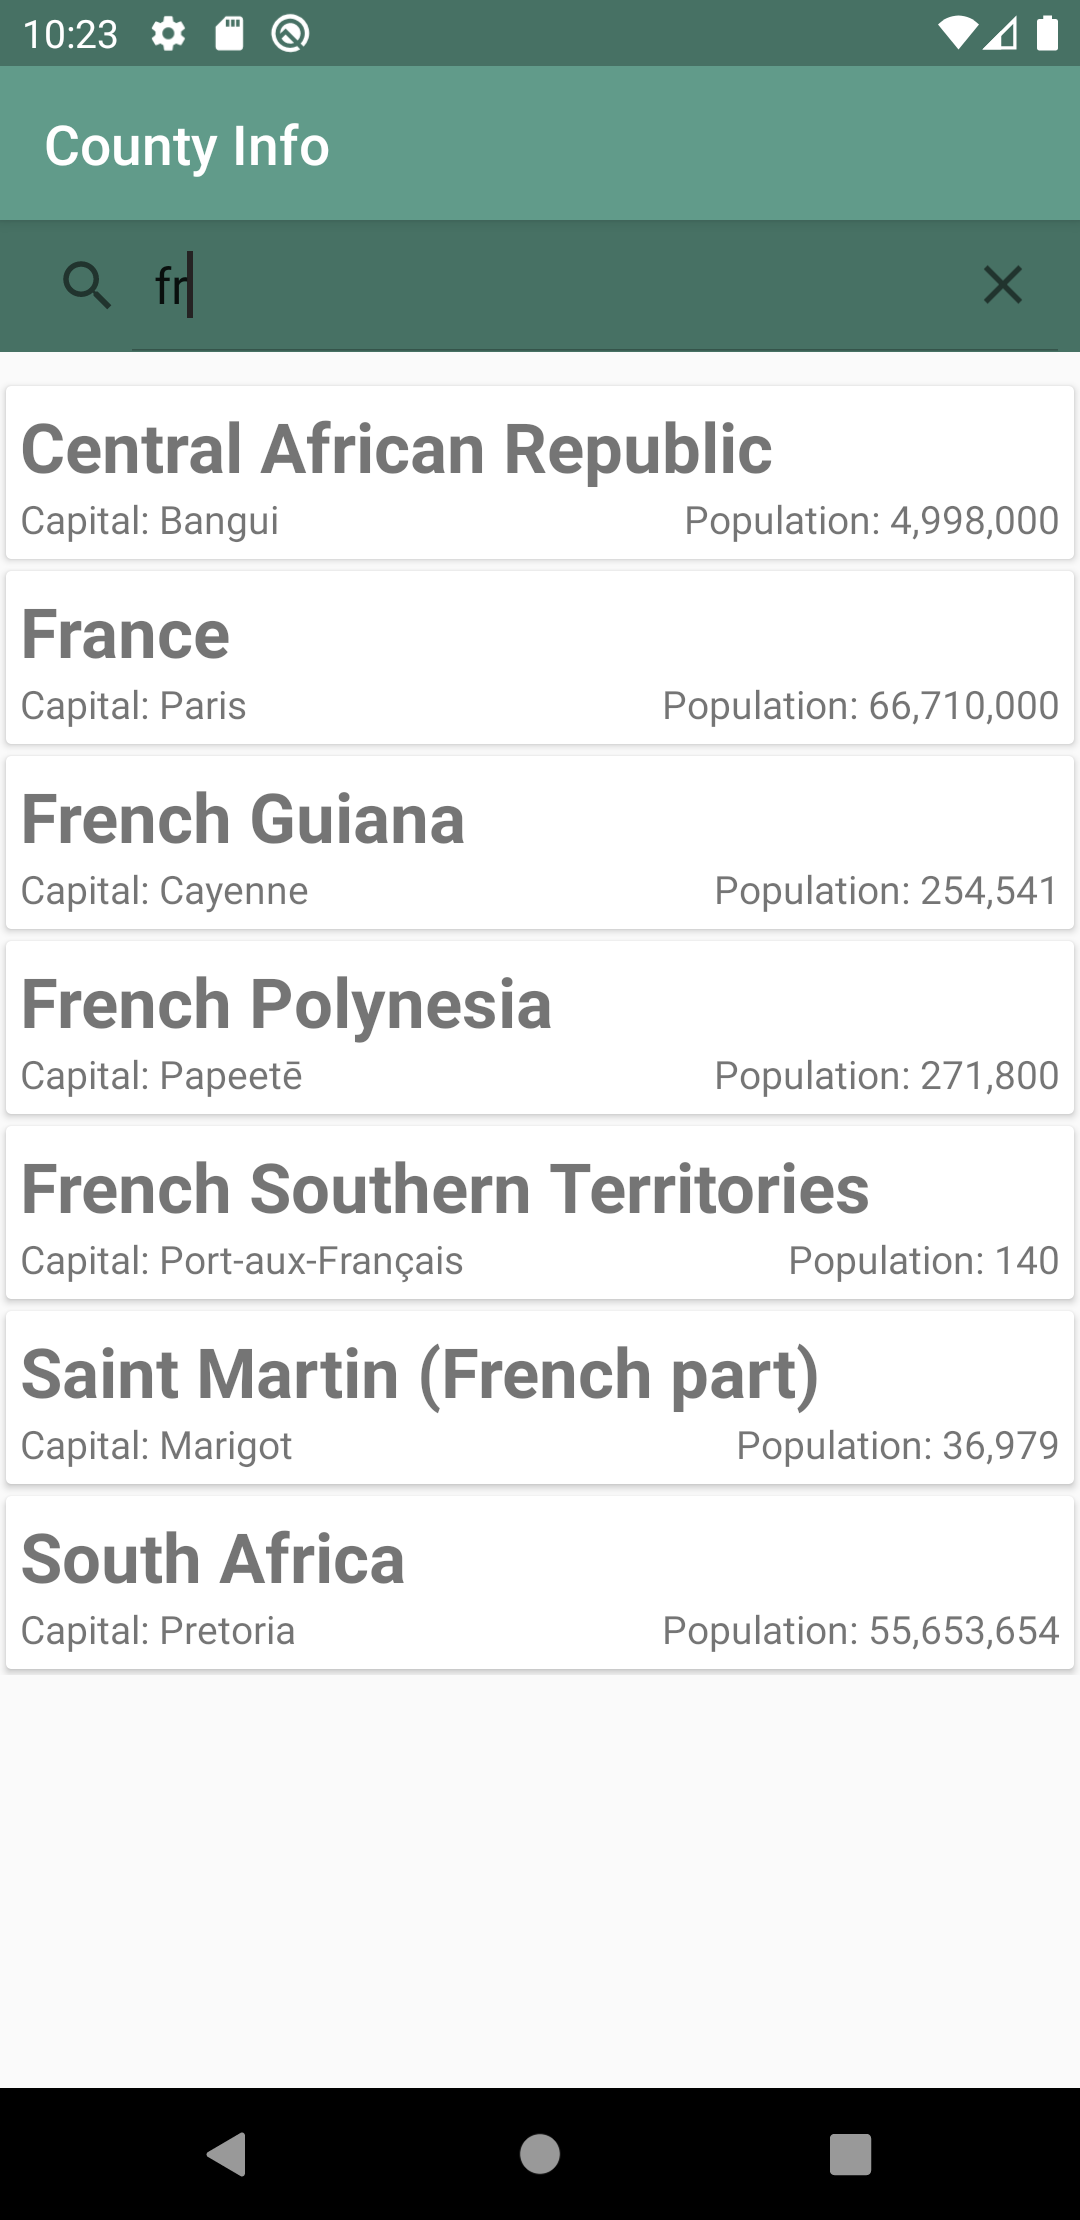 10:23
County Info
fr
Central African Republic
Capital: Bangui Population: 4,998,000
France
Capital: Paris Population: 66,710,000
French Guiana
Capital: Cayenne Population: 254,541
French Polynesia
Capital: Papeetē Population: 271,800
French Southern Territories
Capital: Port-aux-Français Population: 140
Saint Martin (French part)
Capital: Marigot Population: 36,979
South Africa
Capital: Pretoria Population: 55,653,654